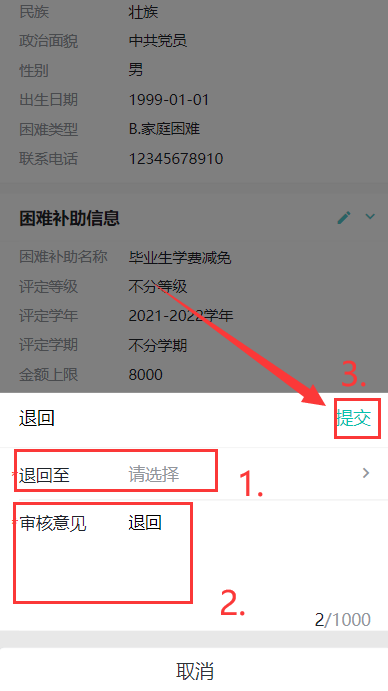 民族 壮族
政治面貌 中共党员
性别 男
出生日期 1999-01-01
困难类型 B.家庭困难
联系电话 12345678910
困难补助信息
困难补助名称 毕业生学费减免
评定等级 不分等级
评定学年 2021-2022学年
评定学期 不分学期
金额上限 8000
3.
退回 提交
*退回至 请选择
1.
*审核意见 退回
2.
2/1000
取消